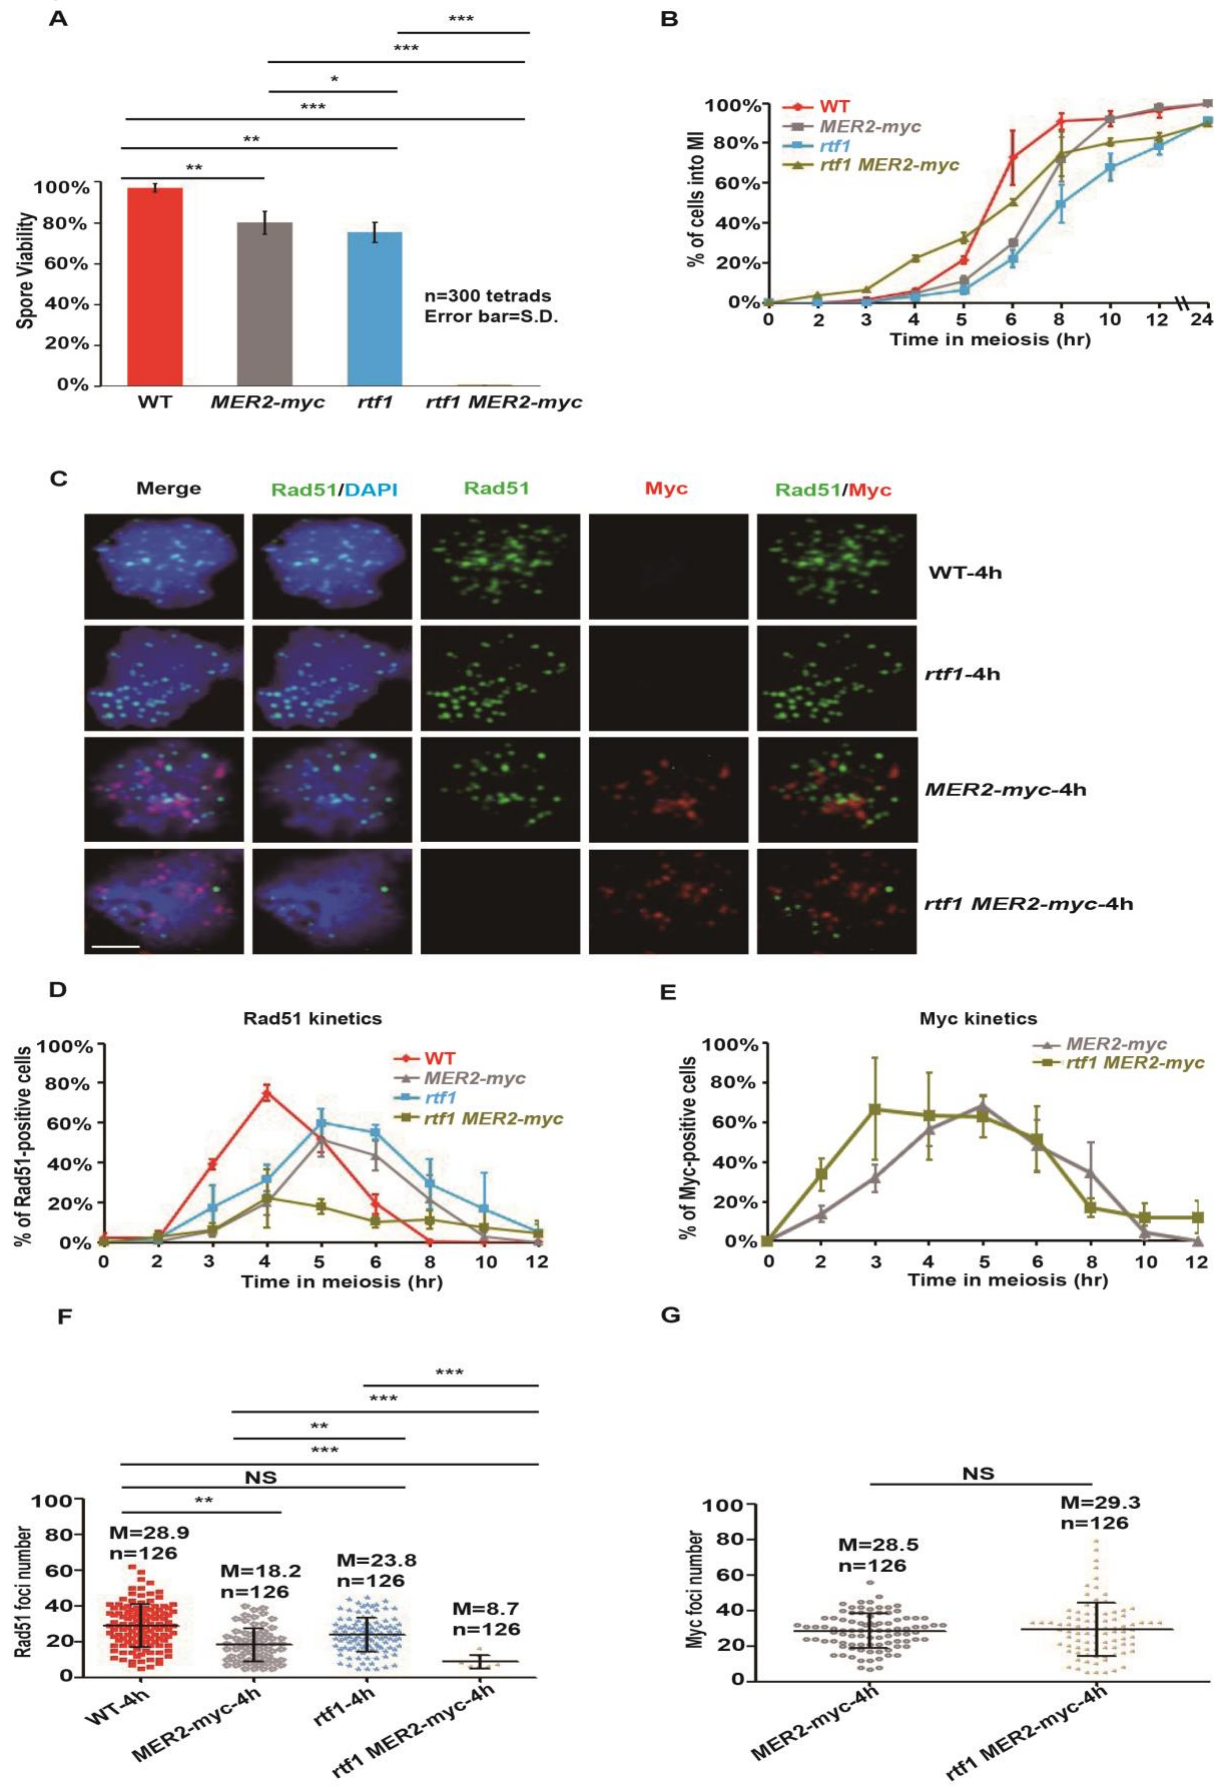 A
***
***
*
***
**
**
100%
80%
60%
40%
20%
0%
Spore Viability
n=300 tetrads
Error bar=S.D.
WT
MER2-myc
rtf1
rtf1 MER2-myc
B
100%
80%
60%
40%
20%
0%
% of cells into MI
WT
MER2-myc
rtf1
rtf1 MER2-myc
0 2 3 4 5 6 8 10 12 24
Time in meiosis (hr)
C
Merge
Rad51/DAPI
Rad51
Myc
Rad51/Myc
WT-4h
rtf1-4h
MER2-myc-4h
rtf1 MER2-myc-4h
D
Rad51 kinetics
100%
80%
60%
40%
20%
0%
% of Rad51-positive cells
WT
MER2-myc
rtf1
rtf1 MER2-myc
0 2 3 4 5 6 8 10 12
Time in meiosis (hr)
E
Myc kinetics
100%
80%
60%
40%
20%
0%
% of Myc-positive cells
MER2-myc
rtf1 MER2-myc
0 2 3 4 5 6 8 10 12
Time in meiosis (hr)
F
***
***
**
***
NS
**
100
80
60
40
20
0
Rad51 foci number
M=28.9
n=126
M=18.2
n=126
M=23.8
n=126
M=8.7
n=126
WT-4h
MER2-myc-4h
rtf1-4h
rtf1 MER2-myc-4h
G
NS
100
80
60
40
20
0
Myc foci number
M=28.5
n=126
M=29.3
n=126
MER2-myc-4h
rtf1 MER2-myc-4h